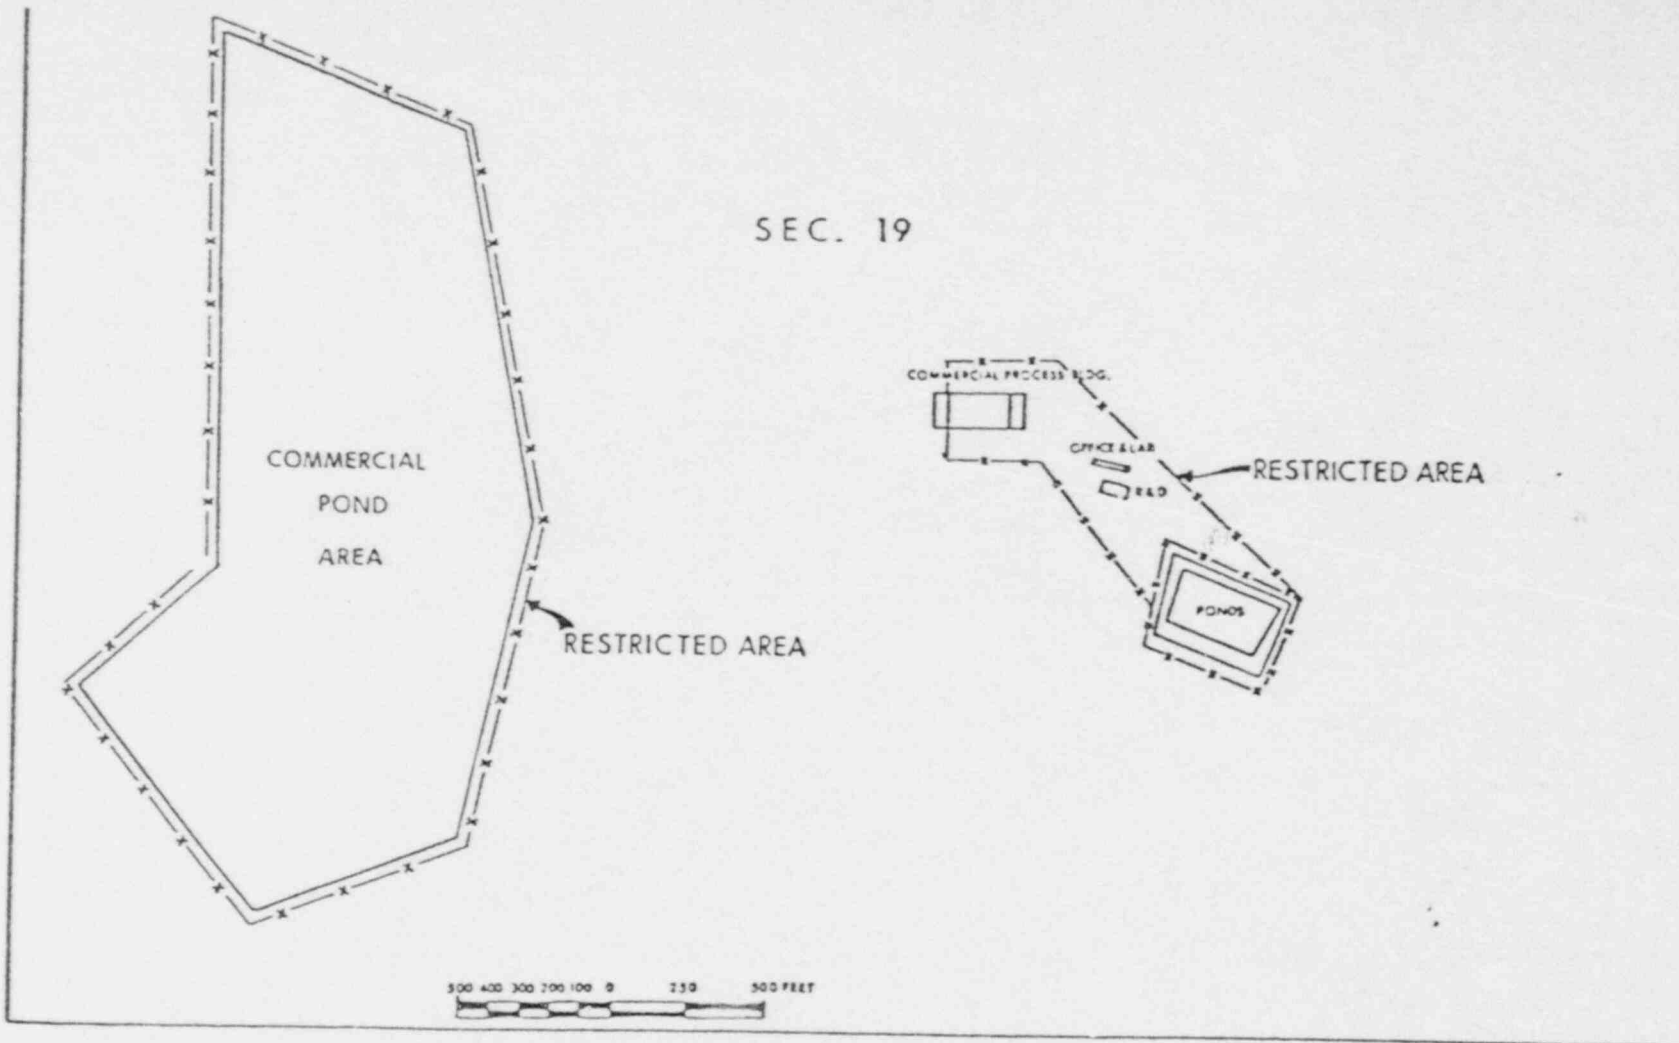 SEC. 19
COMMERCIAL PROCESS BLDG.
COMMERCIAL
POND
AREA
OFFICE & LAB
R & D
RESTRICTED AREA
PONDS
RESTRICTED AREA
500 400 300 200 100 0 250 500 FEET